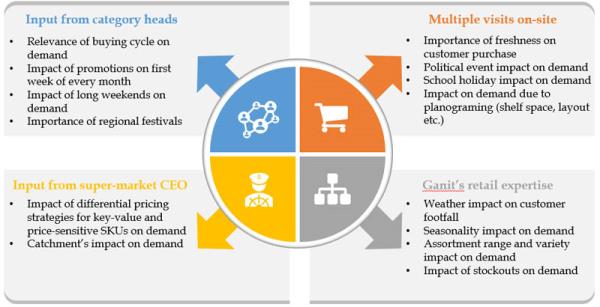 Input from category heads
• Relevance of buying cycle on
demand
• Impact of promotions on first
week of every month
• Impact of long weekends on
demand
• Importance of regional festivals
Multiple visits on-site
• Importance of freshness on
customer purchase
• Political event impact on demand
• School holiday impact on demand
• Impact on demand due to
planograming (shelf space, layout
etc.)
Input from super-market CEO
• Impact of differential pricing
strategies for key-value and
price-sensitive SKUs on demand
• Catchment's impact on demand
Ganit's retail expertise
• Weather impact on customer
footfall
• Seasonality impact on demand
• Assortment range and variety
impact on demand
• Impact of stockouts on demand